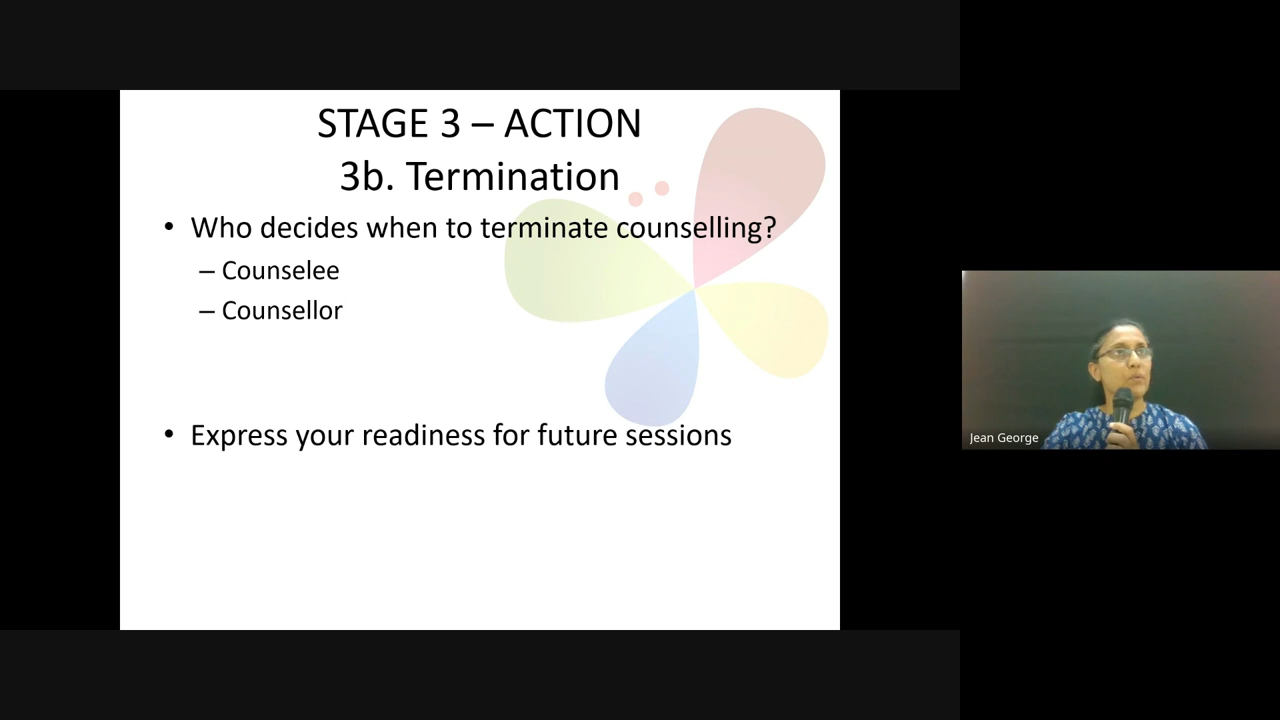 STAGE 3 – ACTION
3b. Termination
• Who decides when to terminate counselling?
– Counselee
– Counsellor
• Express your readiness for future sessions
Jean George